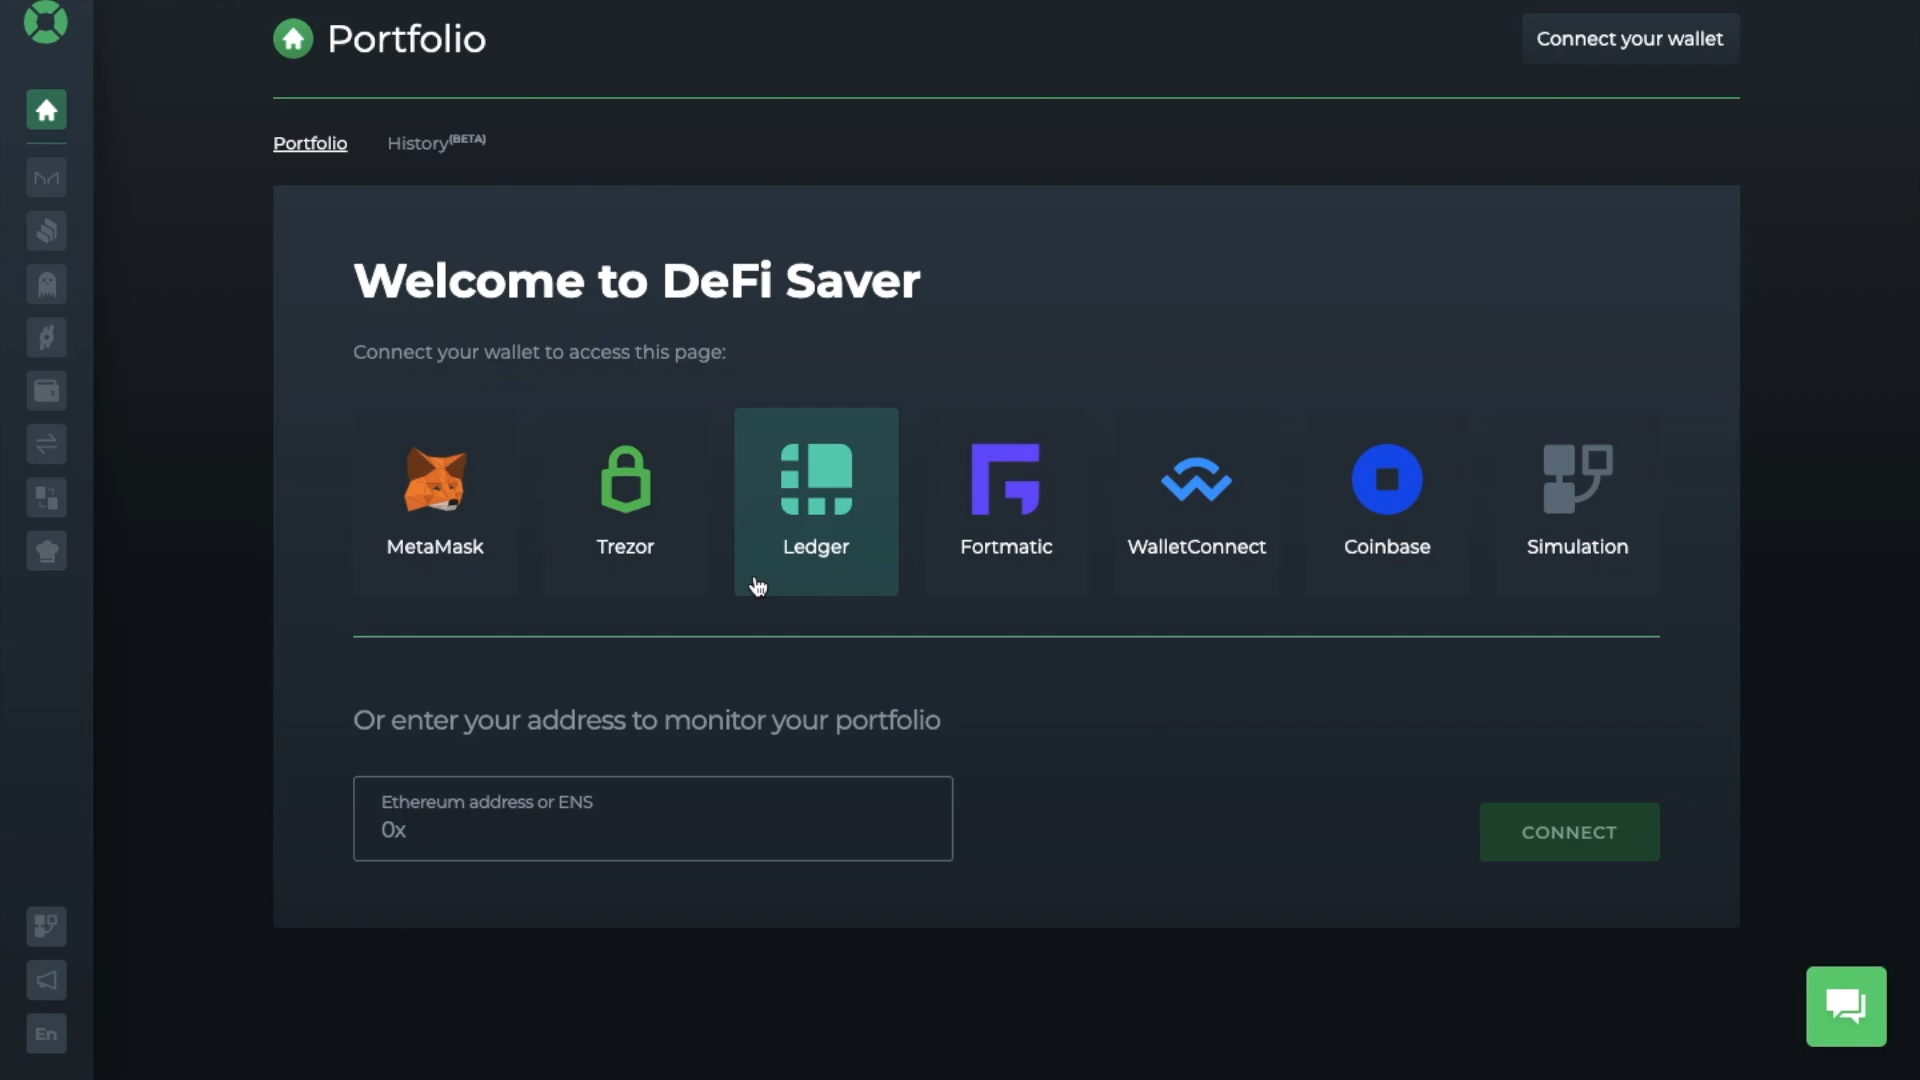 Portfolio
Connect your wallet
Portfolio
History(BETA)
Welcome to DeFi Saver
Connect your wallet to access this page:
MetaMask
Trezor
Ledger
Fortmatic
WalletConnect
Coinbase
Simulation
Or enter your address to monitor your portfolio
Ethereum address or ENS
0x
CONNECT
En